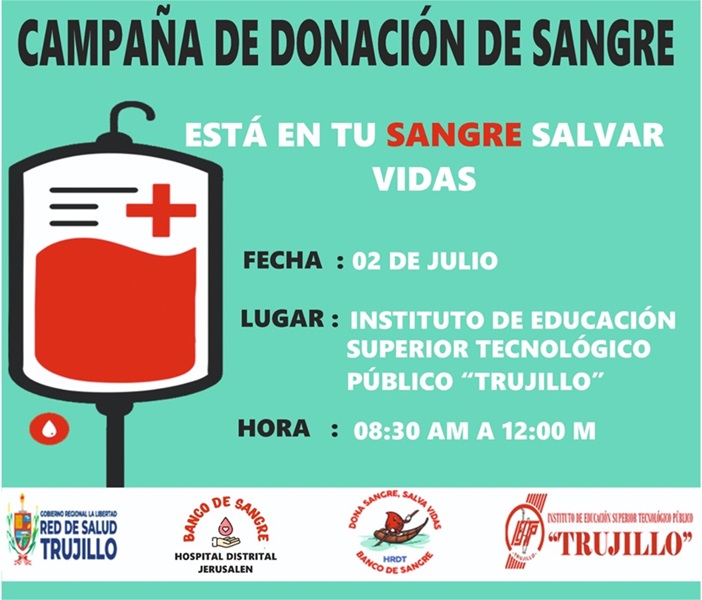 CAMPAÑA DE DONACIÓN DE SANGRE
ESTÁ EN TU SANGRE SALVAR
VIDAS
FECHA : 02 DE JULIO
LUGAR : INSTITUTO DE EDUCACIÓN
SUPERIOR TECNOLÓGICO
PÚBLICO “TRUJILLO”
HORA : 08:30 AM A 12:00 M
GOBIERNO REGIONAL LA LIBERTAD
RED DE SALUD
TRUJILLO
BANCO DE SANGRE
HOSPITAL DISTRITAL
JERUSALEN
DONA SANGRE, SALVA VIDAS
HRDT
BANCO DE SANGRE
INSTITUTO DE EDUCACIÓN SUPERIOR TECNOLÓGICO PÚBLICO
“TRUJILLO”